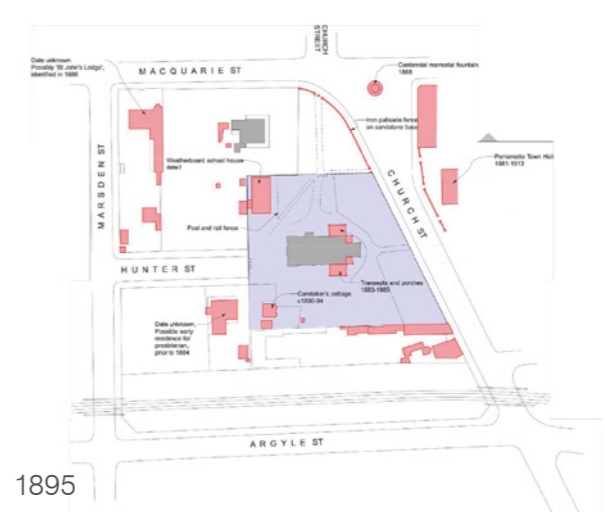 CHURCH
STREET
Date unknown
Possibly 'St John's Lodge',
identified in 1886
MACQUARIE ST
Centennial memorial fountain
1888
Iron palisade fence
on sandstone base
Weatherboard school house
date?
Parramatta Town Hall
1881-1913
MARSDEN ST
CHURCH ST
Post and rail fence
HUNTER ST
Transepts and porches
1883-1885
Caretaker's cottage
c1890-94
Date unknown,
Possible early
residence for
presbiterian,
prior to 1884
ARGYLE ST
1895